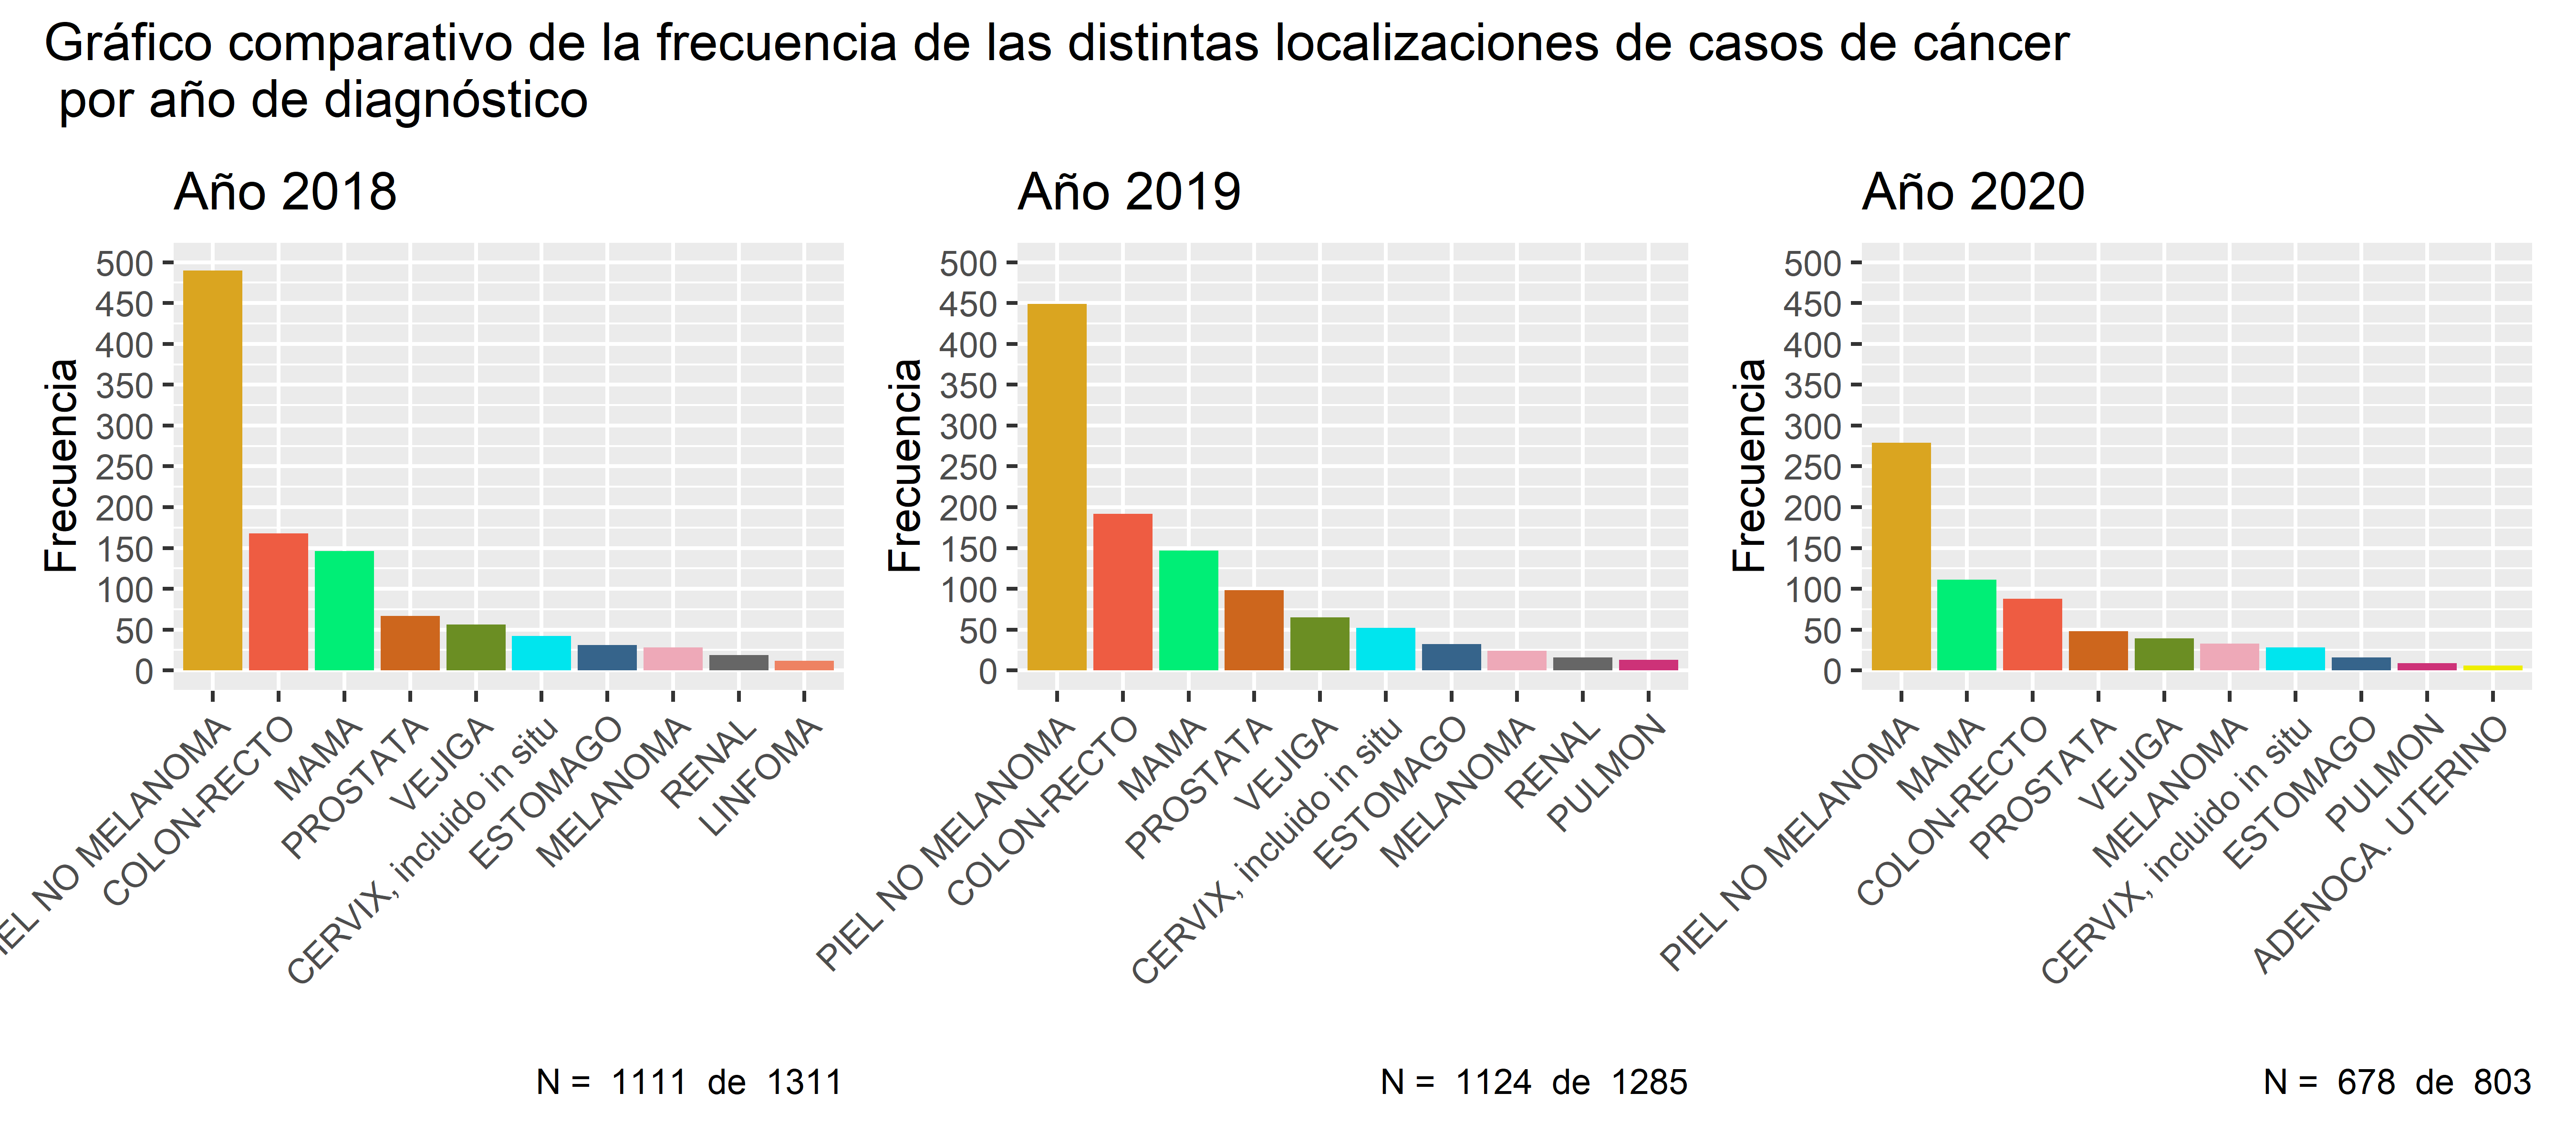 Gráfico comparativo de la frecuencia de las distintas localizaciones de casos de cáncer
por año de diagnóstico
Año 2018
Frecuencia
500
450
400
350
300
250
200
150
100
50
0
IEL NO MELANOMA
COLON-RECTO
MAMA
PROSTATA
VEJIGA
CERVIX, incluido in situ
ESTOMAGO
MELANOMA
RENAL
LINFOMA
N = 1111 de 1311
Año 2019
Frecuencia
500
450
400
350
300
250
200
150
100
50
0
PIEL NO MELANOMA
COLON-RECTO
MAMA
PROSTATA
VEJIGA
CERVIX, incluido in situ
ESTOMAGO
MELANOMA
RENAL
PULMON
N = 1124 de 1285
Año 2020
Frecuencia
500
450
400
350
300
250
200
150
100
50
0
PIEL NO MELANOMA
MAMA
COLON-RECTO
PROSTATA
VEJIGA
MELANOMA
CERVIX, incluido in situ
ESTOMAGO
PULMON
ADENOCA. UTERINO
N = 678 de 803